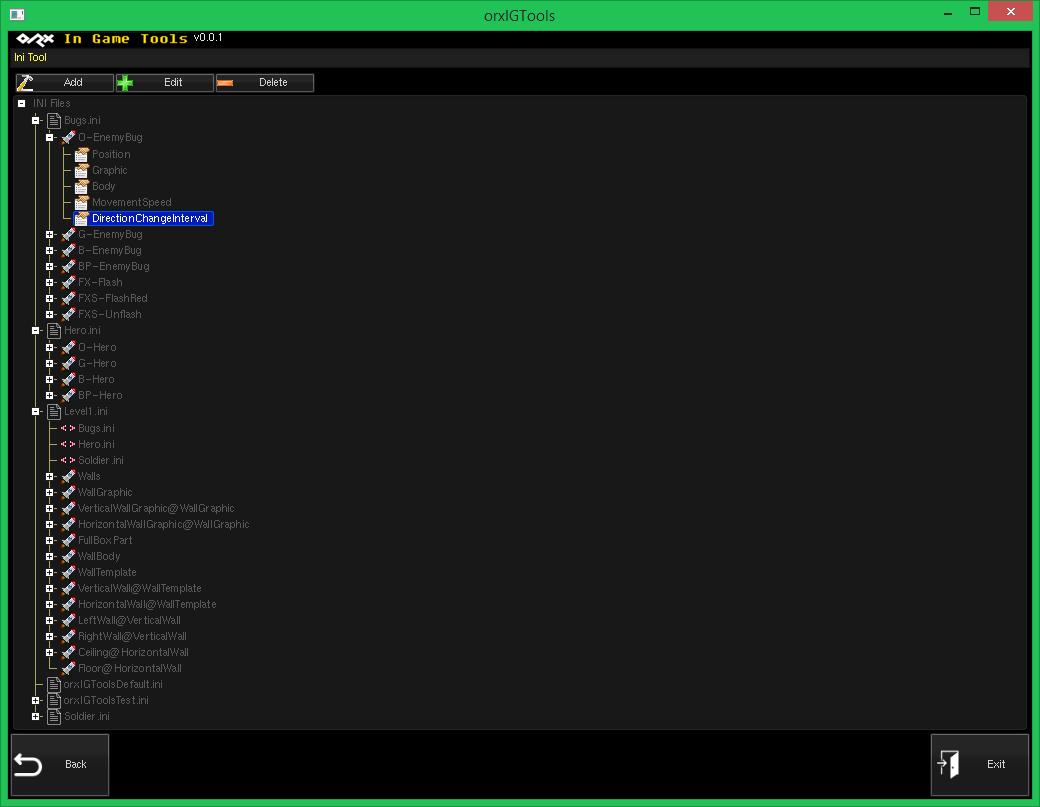 orxIGTools
orx In Game Tools v0.0.1
Ini Tool
Add Edit Delete
INI Files
Bugs.ini
O-EnemyBug
Position
Graphic
Body
MovementSpeed
DirectionChangeInterval
G-EnemyBug
B-EnemyBug
BP-EnemyBug
FX-Flash
FXS-FlashRed
FXS-Unflash
Hero.ini
O-Hero
G-Hero
B-Hero
BP-Hero
Level1.ini
Bugs.ini
Hero.ini
Soldier.ini
Walls
WallGraphic
VerticalWallGraphic@WallGraphic
HorizontalWallGraphic@WallGraphic
FullBoxPart
WallBody
WallTemplate
VerticalWall@WallTemplate
HorizontalWall@WallTemplate
LeftWall@VerticalWall
RightWall@VerticalWall
Ceiling@HorizontalWall
Floor@HorizontalWall
orxIGToolsDefault.ini
orxIGToolsTest.ini
Soldier.ini
Back Exit